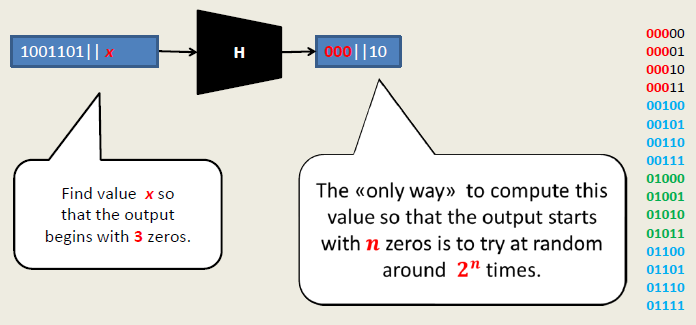 1001101|| x
H
000||10
Find value x so
that the output
begins with 3 zeros.
The «only way» to compute this
value so that the output starts
with n zeros is to try at random
around 2ⁿ times.
00000
00001
00010
00011
00100
00101
00110
00111
01000
01001
01010
01011
01100
01101
01110
01111